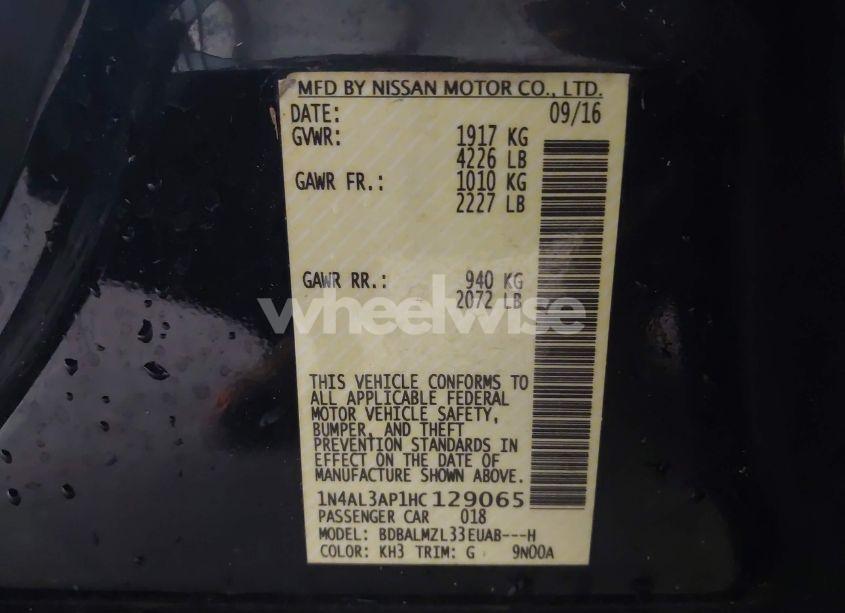 MFD BY NISSAN MOTOR CO., LTD.
DATE: 09/16
GVWR: 1917 KG
4226 LB
GAWR FR.: 1010 KG
2227 LB
GAWR RR.: 940 KG
2072 LB
wheelwise
THIS VEHICLE CONFORMS TO
ALL APPLICABLE FEDERAL
MOTOR VEHICLE SAFETY,
BUMPER, AND THEFT
PREVENTION STANDARDS IN
EFFECT ON THE DATE OF
MANUFACTURE SHOWN ABOVE.
1N4AL3AP1HC129065
PASSENGER CAR 018
MODEL: BDBALMZL33EUAB---H
COLOR: KH3 TRIM: G 9N00A